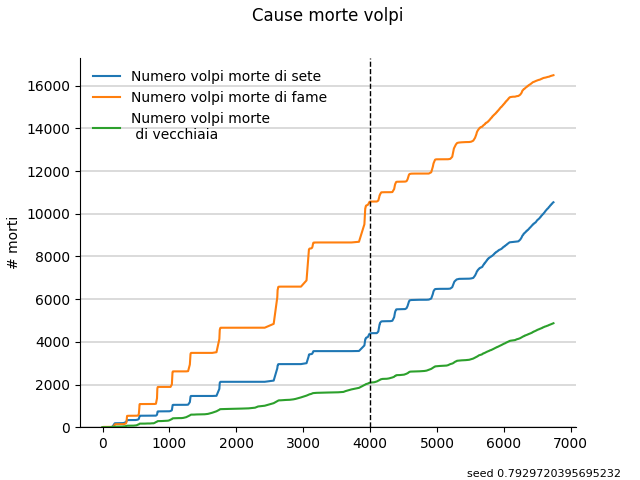 Cause morte volpi
Numero volpi morte di sete
Numero volpi morte di fame
Numero volpi morte
di vecchiaia
# morti
16000
14000
12000
10000
8000
6000
4000
2000
0
0 1000 2000 3000 4000 5000 6000 7000
seed 0.7929720395695232